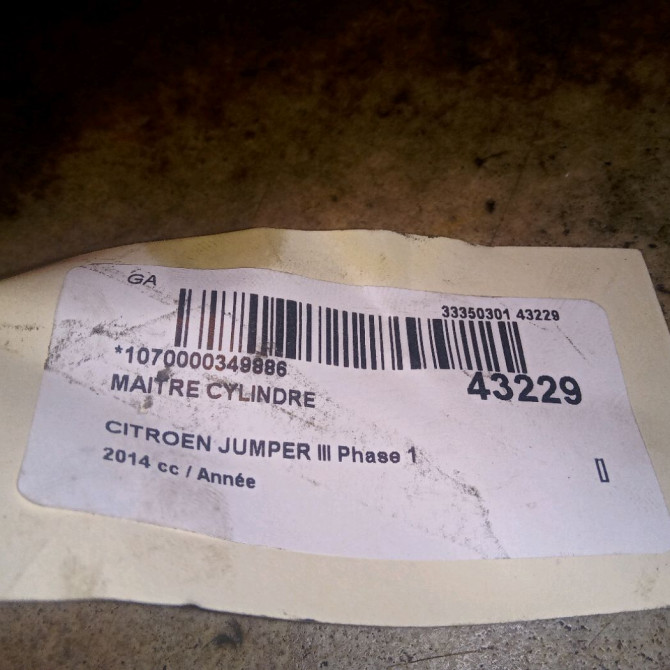 GA
33350301 43229
*1070000349886
43229
MAITRE CYLINDRE
CITROEN JUMPER III Phase 1
2014 cc / Année